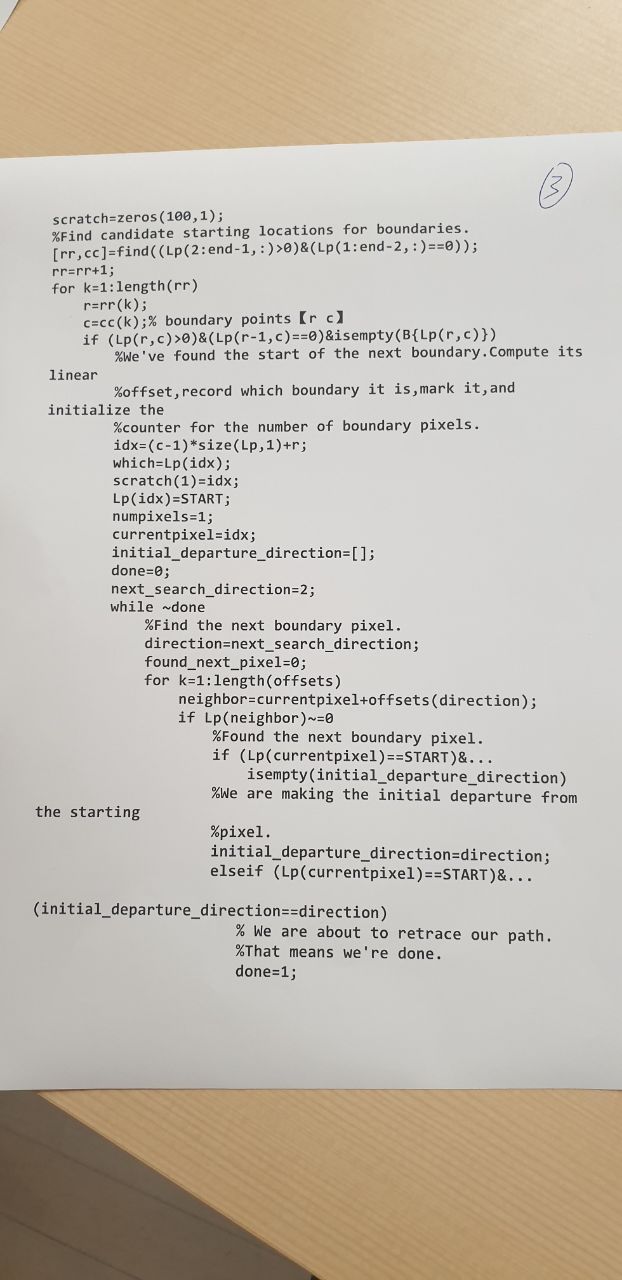 3
scratch=zeros(100,1);
%Find candidate starting locations for boundaries.
[rr,cc]=find((Lp(2:end-1,:)>0)&(Lp(1:end-2,:)==0));
rr=rr+1;
for k=1:length(rr)
r=rr(k);
c=cc(k);% boundary points【r c】
if (Lp(r,c)>0)&(Lp(r-1,c)==0)&isempty(B{Lp(r,c)})
%We've found the start of the next boundary.Compute its
linear
%offset,record which boundary it is,mark it,and
initialize the
%counter for the number of boundary pixels.
idx=(c-1)*size(Lp,1)+r;
which=Lp(idx);
scratch(1)=idx;
Lp(idx)=START;
numpixels=1;
currentpixel=idx;
initial_departure_direction=[];
done=0;
next_search_direction=2;
while ~done
%Find the next boundary pixel.
direction=next_search_direction;
found_next_pixel=0;
for k=1:length(offsets)
neighbor=currentpixel+offsets(direction);
if Lp(neighbor)~=0
%Found the next boundary pixel.
if (Lp(currentpixel)==START)&...
isempty(initial_departure_direction)
%We are making the initial departure from
the starting
%pixel.
initial_departure_direction=direction;
elseif (Lp(currentpixel)==START)&...
(initial_departure_direction==direction)
% We are about to retrace our path.
%That means we're done.
done=1;